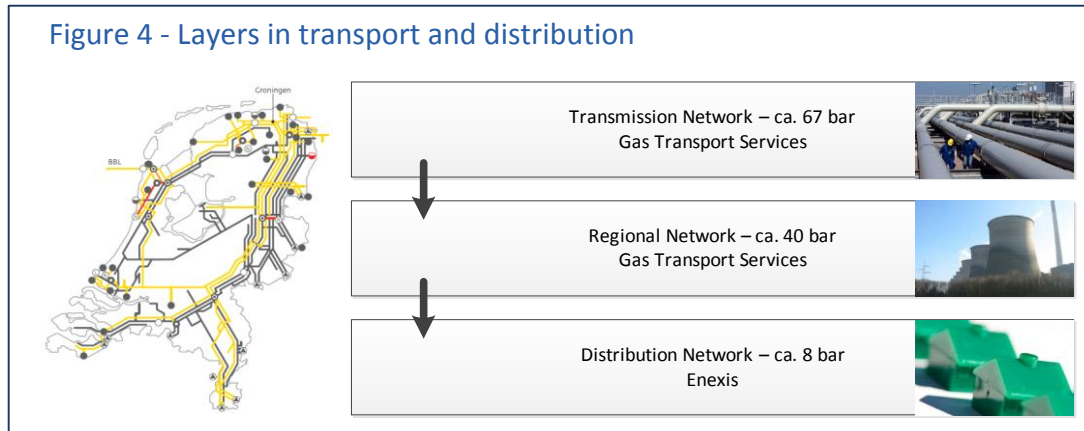 Figure 4 - Layers in transport and distribution
Groningen
BBL
Transmission Network – ca. 67 bar
Gas Transport Services
Regional Network – ca. 40 bar
Gas Transport Services
Distribution Network – ca. 8 bar
Enexis